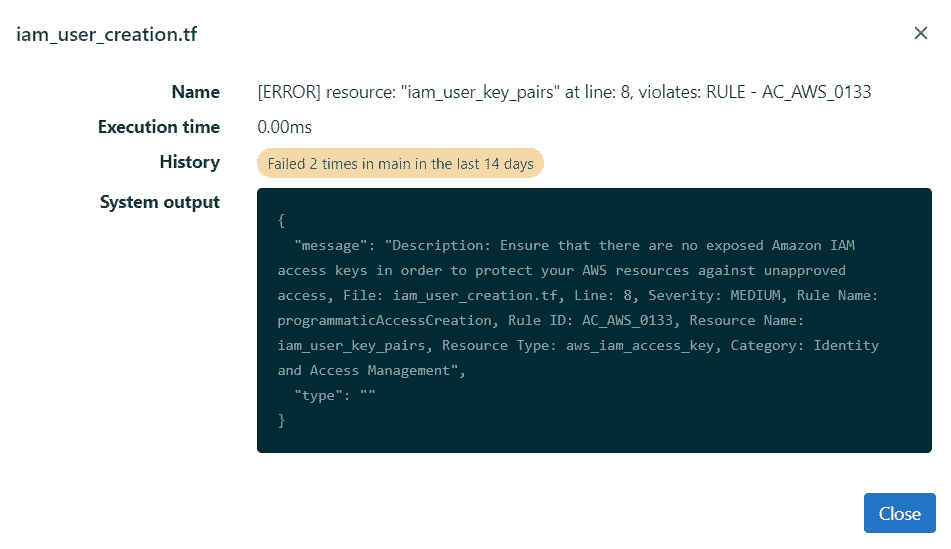 iam_user_creation.tf
×
Name [ERROR] resource: "iam_user_key_pairs" at line: 8, violates: RULE - AC_AWS_0133
Execution time 0.00ms
History Failed 2 times in main in the last 14 days
System output
{
"message": "Description: Ensure that there are no exposed Amazon IAM
access keys in order to protect your AWS resources against unapproved
access, File: iam_user_creation.tf, Line: 8, Severity: MEDIUM, Rule Name:
programmaticAccessCreation, Rule ID: AC_AWS_0133, Resource Name:
iam_user_key_pairs, Resource Type: aws_iam_access_key, Category: Identity
and Access Management",
"type": ""
}
Close